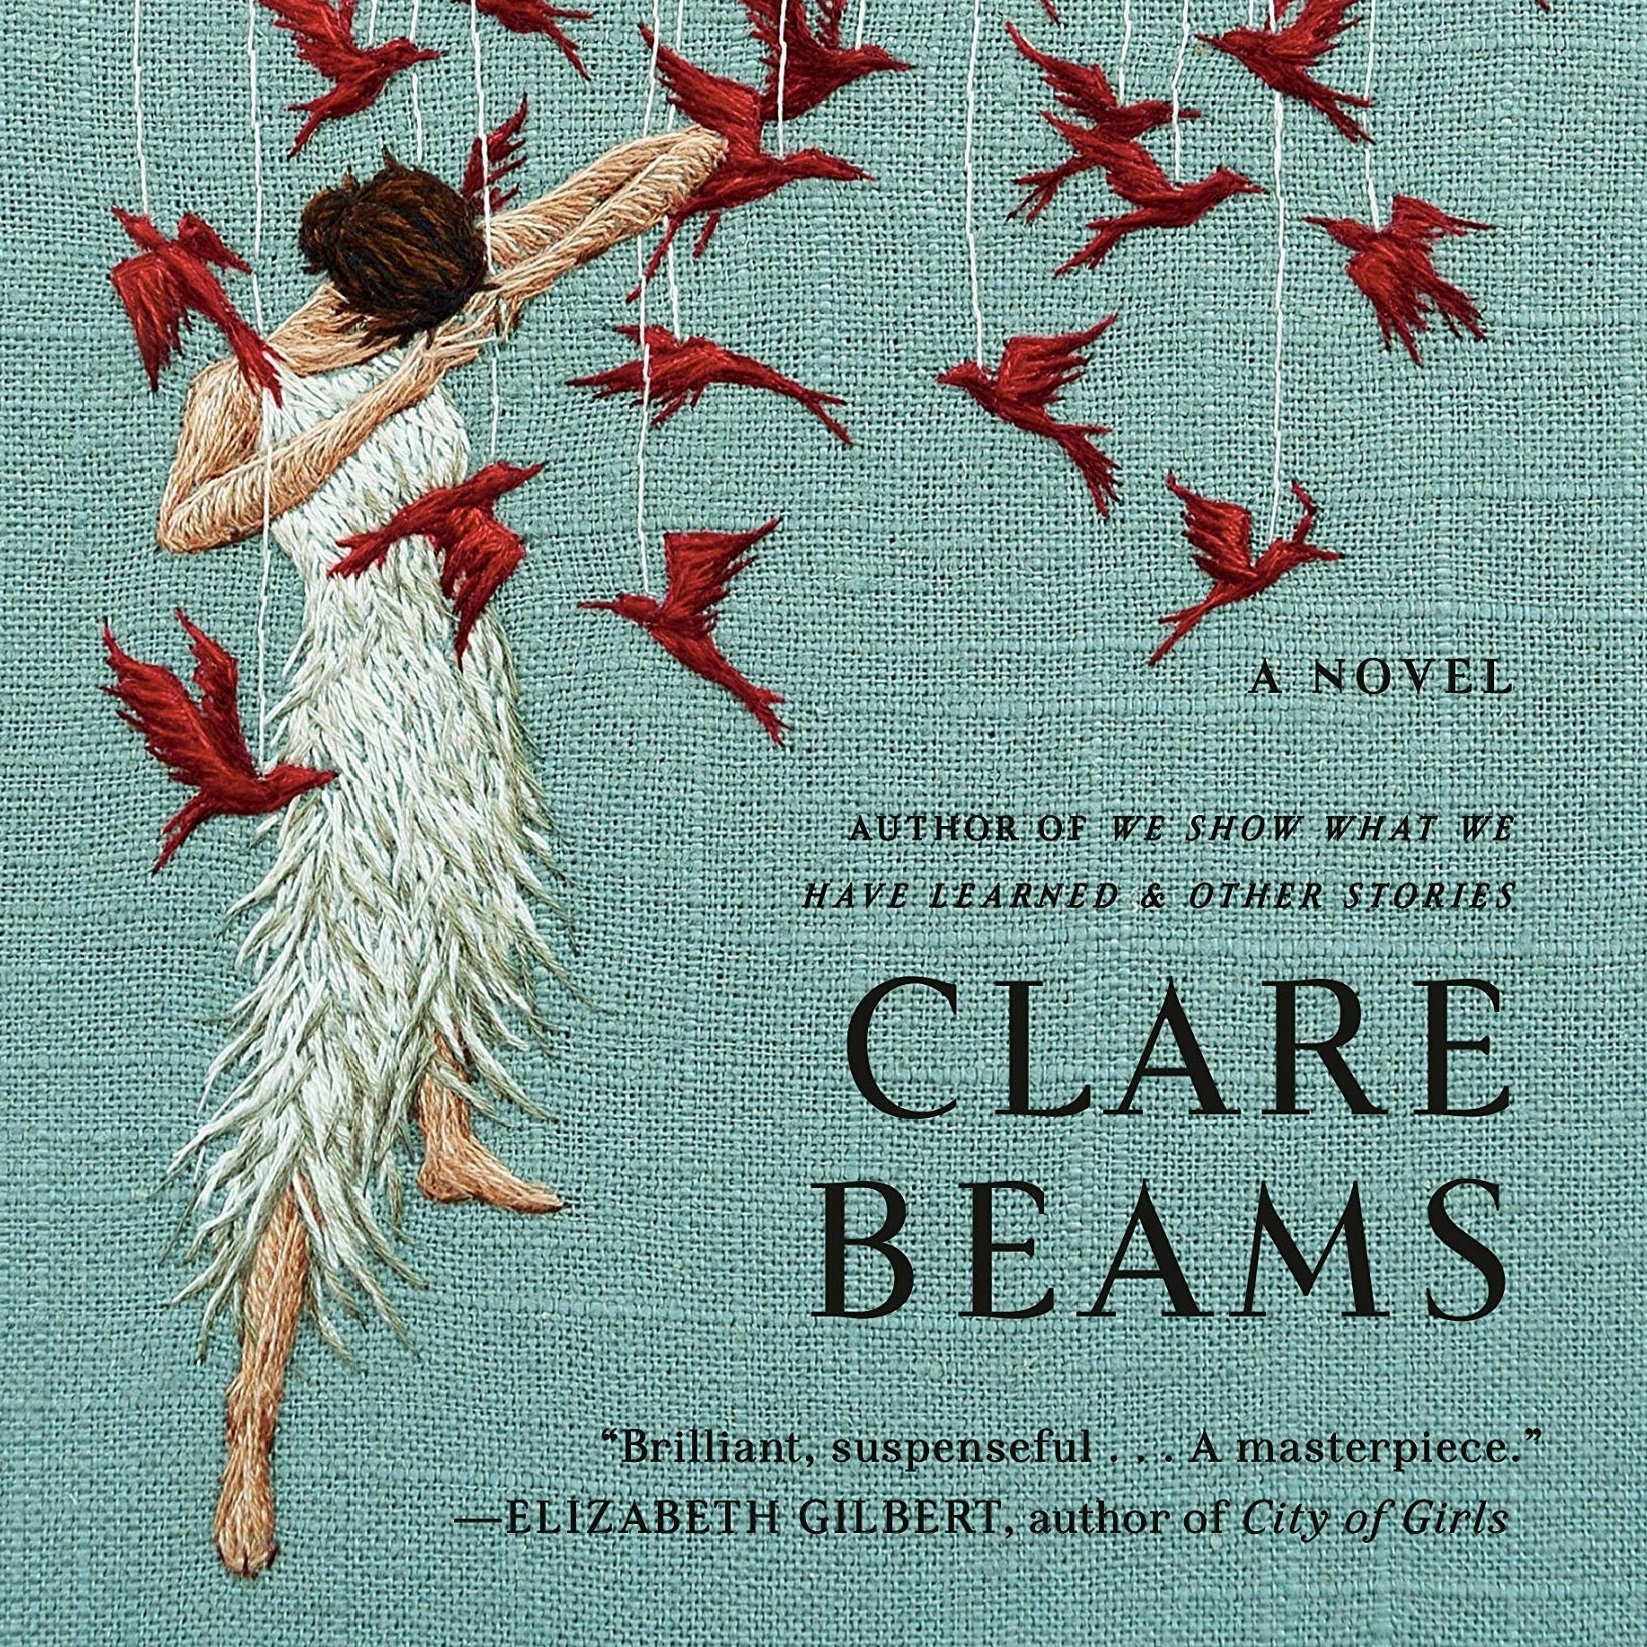 A NOVEL
AUTHOR OF WE SHOW WHAT WE
HAVE LEARNED & OTHER STORIES
CLARE
BEAMS
“Brilliant, suspenseful . . . A masterpiece.”
—ELIZABETH GILBERT, author of City of Girls